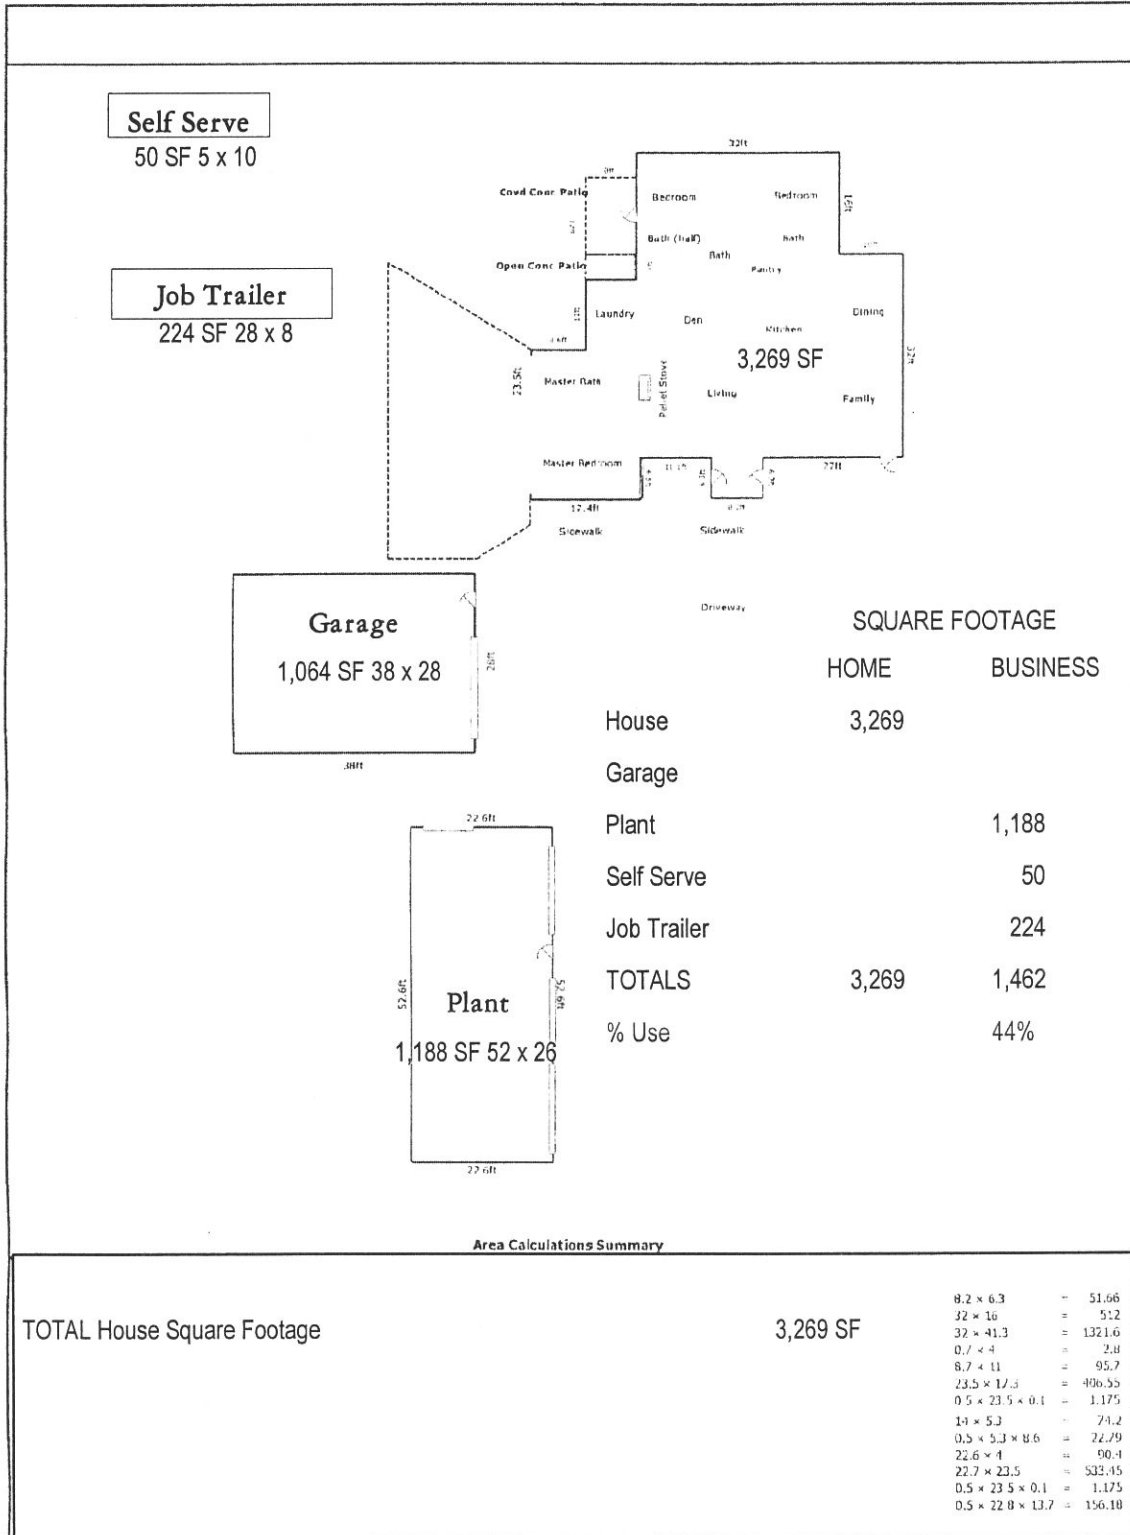 Self Serve
50 SF 5 x 10
Job Trailer
224 SF 28 x 8
32ft
Covd Conc Patio
Bedroom
Bedroom
16ft
Bath (half)
Bath
Bath
Open Conc Patio
Pantry
Laundry
Den
Kitchen
Dining
3,269 SF
32ft
23.5ft
Master Bath
Pellet Stove
Living
Family
Master Bedroom
22ft
17.4ft
Sidewalk
Sidewalk
Driveway
Garage
1,064 SF 38 x 28
28ft
38ft
SQUARE FOOTAGE
HOME BUSINESS
House 3,269
Garage
Plant 1,188
Self Serve 50
Job Trailer 224
TOTALS 3,269 1,462
% Use 44%
22.6ft
52.6ft
52.6ft
Plant
1,188 SF 52 x 26
22.6ft
Area Calculations Summary
TOTAL House Square Footage 3,269 SF
8.2 x 6.3 = 51.66
32 x 16 = 512
32 x 41.3 = 1321.6
0.7 x 4 = 2.8
8.7 x 11 = 95.7
23.5 x 17.3 = 406.55
0.5 x 23.5 x 0.1 = 1.175
14 x 5.3 = 74.2
0.5 x 5.3 x 8.6 = 22.79
22.6 x 4 = 90.4
22.7 x 23.5 = 533.45
0.5 x 23.5 x 0.1 = 1.175
0.5 x 22.8 x 13.7 = 156.18